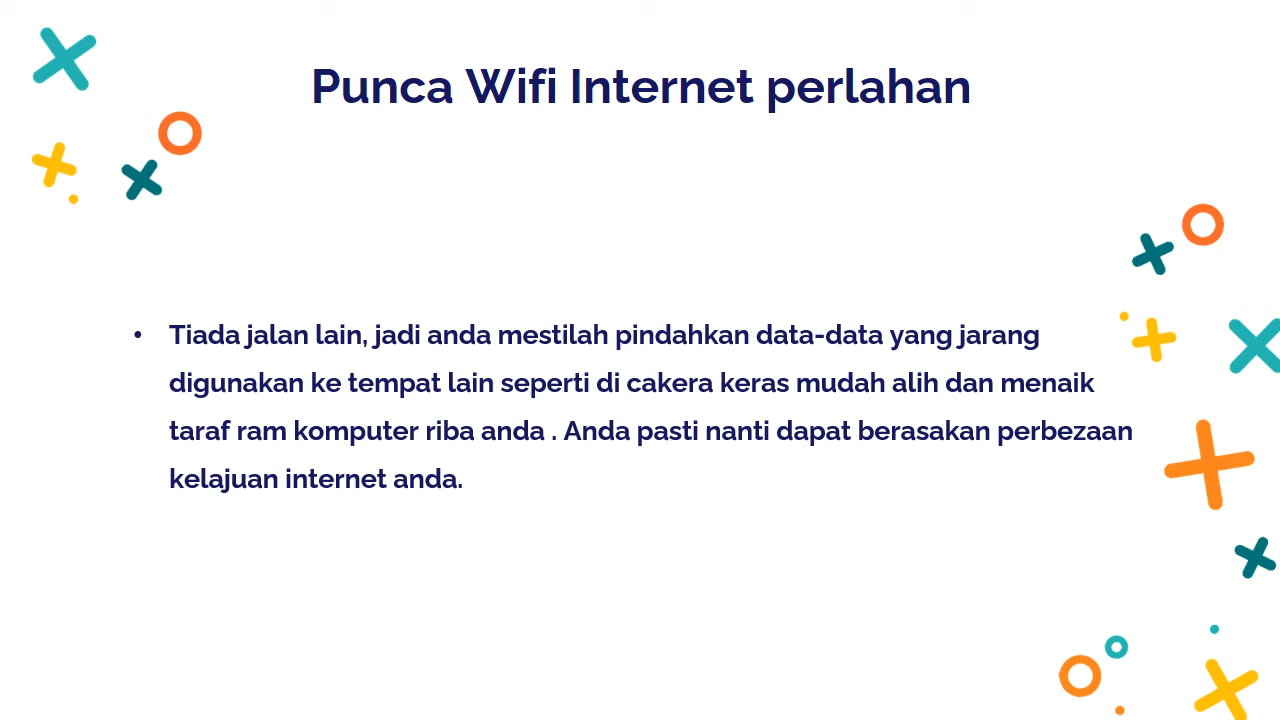 Punca Wifi Internet perlahan
• Tiada jalan lain, jadi anda mestilah pindahkan data-data yang jarang
digunakan ke tempat lain seperti di cakera keras mudah alih dan menaik
taraf ram komputer riba anda . Anda pasti nanti dapat berasakan perbezaan
kelajuan internet anda.